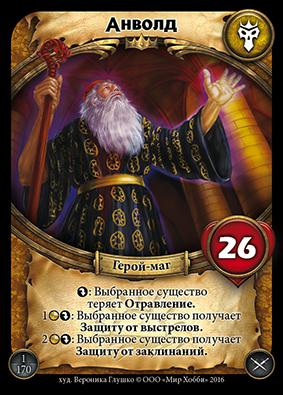 Анволд
26
Герой-маг
: Выбранное существо
теряет Отравление.
1 : Выбранное существо получает
Защиту от выстрелов.
2 : Выбранное существо получает
Защиту от заклинаний.
1
170
худ. Вероника Глушко © ООО «Мир Хобби» 2016